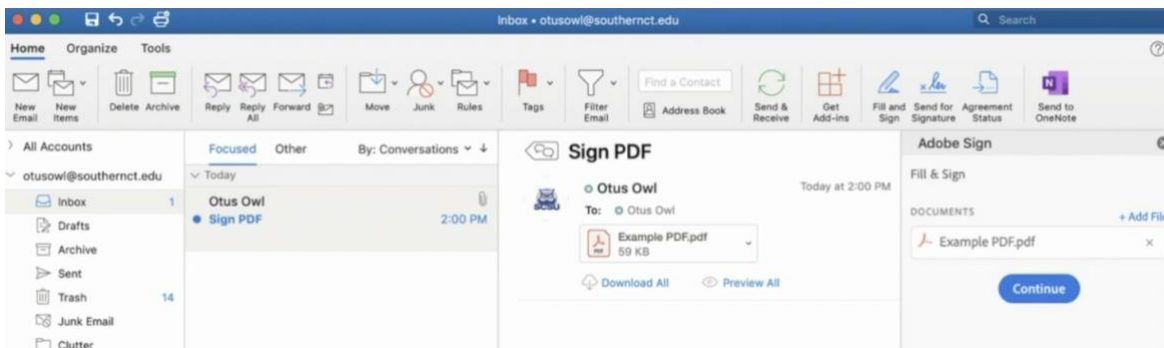 Inbox • otusowl@southernct.edu
Search
Home Organize Tools
New Email
New Items
Delete
Archive
Reply
Reply All
Forward
Move
Junk
Rules
Tags
Filter Email
Find a Contact
Address Book
Send & Receive
Get Add-ins
Fill and Sign
Send for Signature
Agreement Status
Send to OneNote
All Accounts
otusowl@southernct.edu
Inbox 1
Drafts
Archive
Sent
Trash 14
Junk Email
Clutter
Focused Other By: Conversations
Today
Otus Owl
Sign PDF 2:00 PM
Sign PDF
SCSU
Otus Owl Today at 2:00 PM
To: Otus Owl
PDF
Example PDF.pdf
59 KB
Download All Preview All
Adobe Sign
Fill & Sign
DOCUMENTS + Add File
Example PDF.pdf
Continue